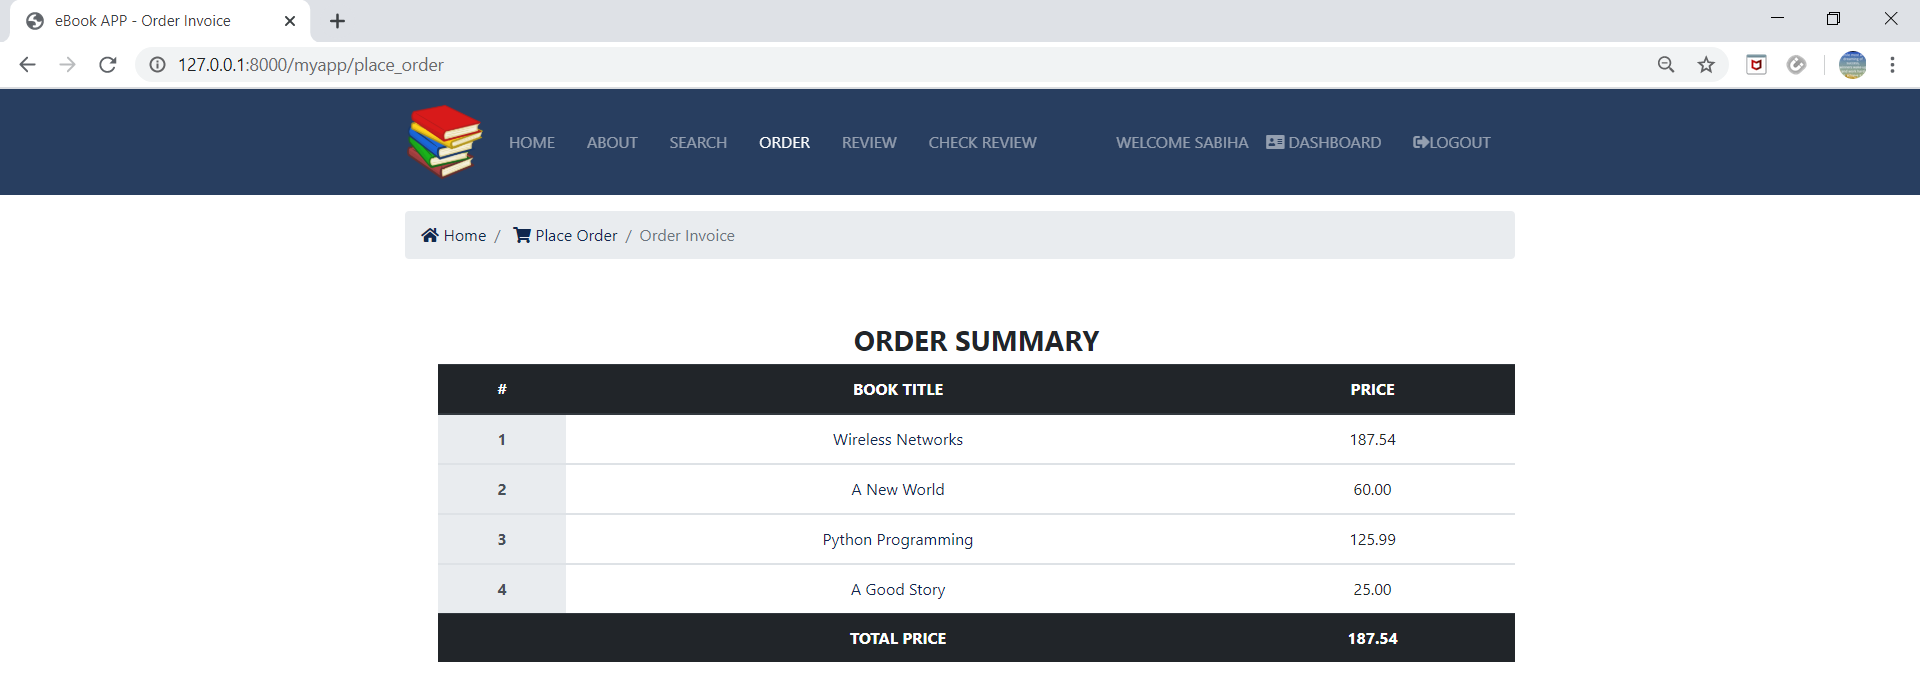 eBook APP - Order Invoice
127.0.0.1:8000/myapp/place_order
HOME ABOUT SEARCH ORDER REVIEW CHECK REVIEW WELCOME SABIHA DASHBOARD LOGOUT
Home / Place Order / Order Invoice
ORDER SUMMARY
# BOOK TITLE PRICE
1 Wireless Networks 187.54
2 A New World 60.00
3 Python Programming 125.99
4 A Good Story 25.00
TOTAL PRICE 187.54